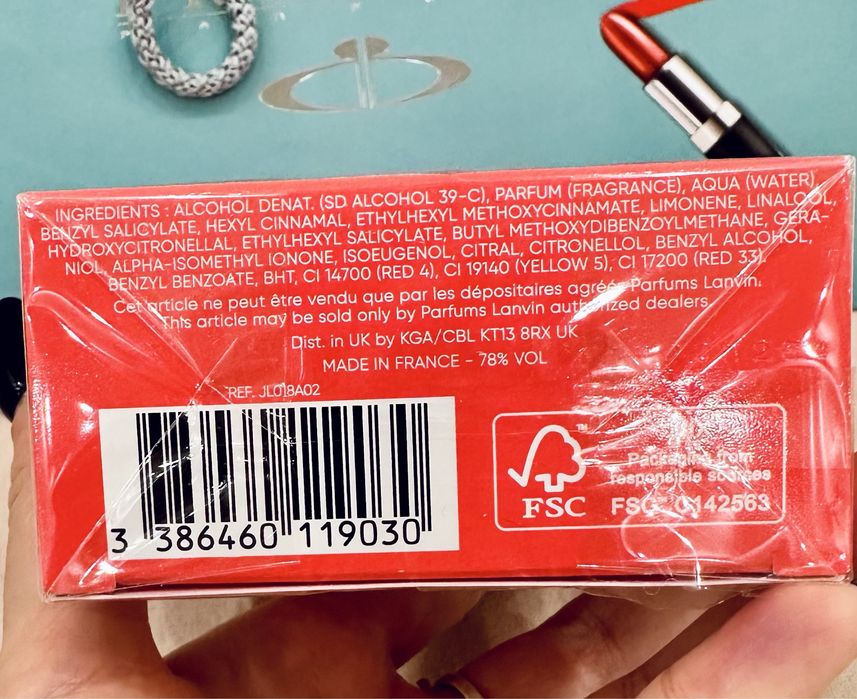 INGREDIENTS : ALCOHOL DENAT. (SD ALCOHOL 39-C), PARFUM (FRAGRANCE), AQUA (WATER)
BENZYL SALICYLATE, HEXYL CINNAMAL, ETHYLHEXYL METHOXYCINNAMATE, LIMONENE, LINALOOL,
HYDROXYCITRONELLAL, ETHYLHEXYL SALICYLATE, BUTYL METHOXYDIBENZOYLMETHANE, GERA-
NIOL, ALPHA-ISOMETHYL IONONE, ISOEUGENOL, CITRAL, CITRONELLOL, BENZYL ALCOHOL,
BENZYL BENZOATE, BHT, CI 14700 (RED 4), CI 19140 (YELLOW 5), CI 17200 (RED 33).
Cet article ne peut être vendu que par les dépositaires agréés Parfums Lanvin.
This article may be sold only by Parfums Lanvin authorized dealers.
Dist. in UK by KGA/CBL KT13 8RX UK
MADE IN FRANCE - 78% VOL
REF. JL018A02
3 386460 119030
FSC
™
Packaging from
responsible sources
FSC® C142563